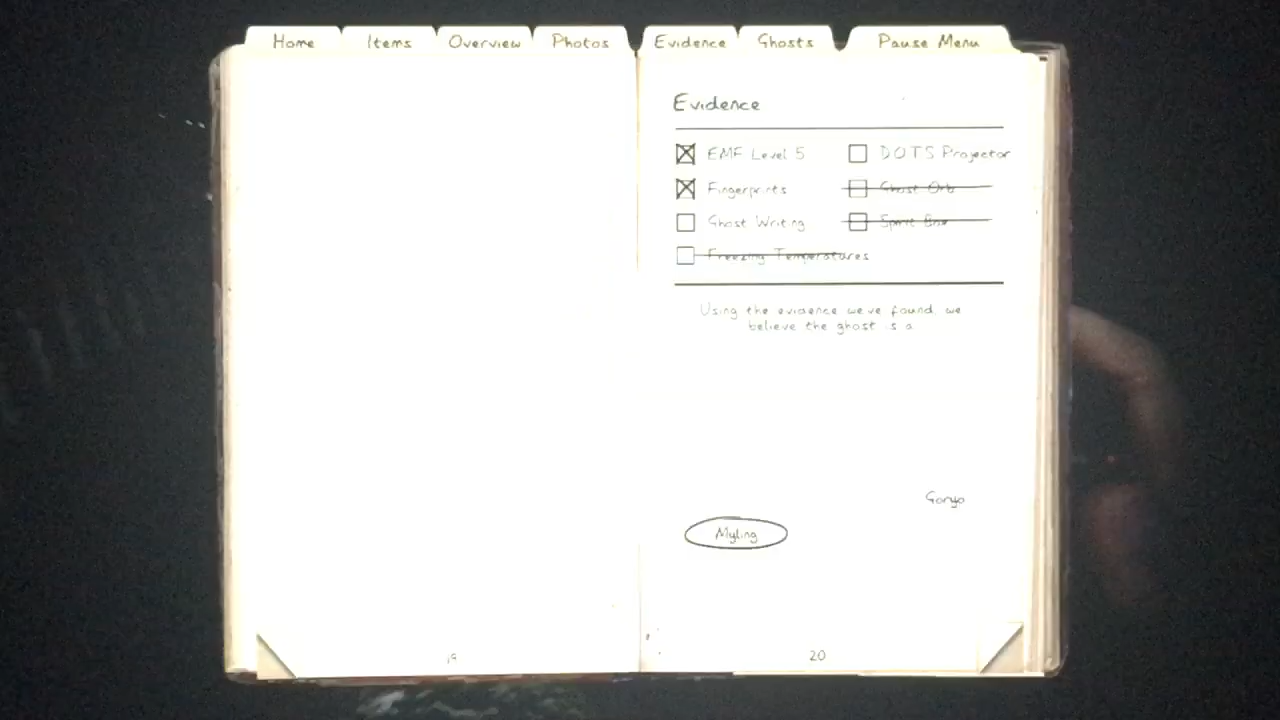 Home Items Overview Photos Evidence Ghosts Pause Menu
Evidence
EMF Level 5 DOTS Projector
Fingerprints Ghost Orb
Ghost Writing Spirit Box
Freezing Temperatures
Using the evidence we've found, we
believe the ghost is a
Goryo
Myling
19 20